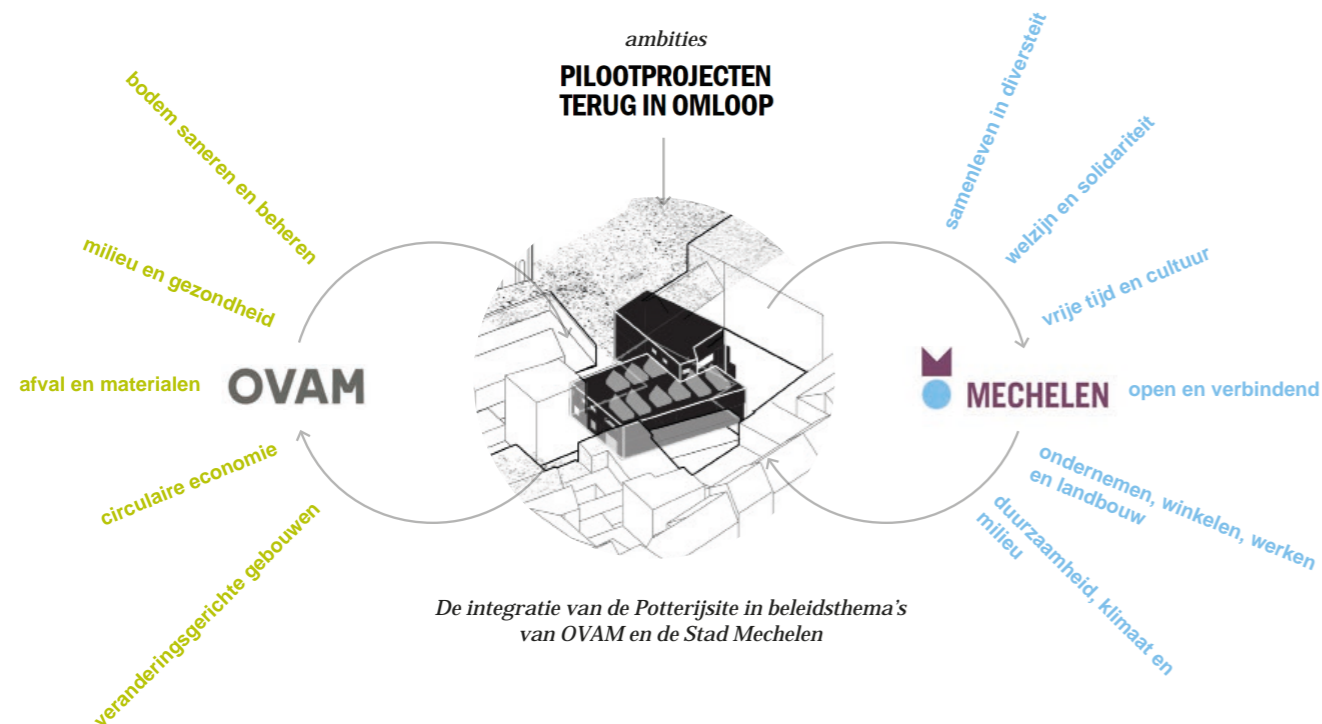 ambities
PILOOTPROJECTEN
TERUG IN OMLOOP
bodem saneren en beheren
milieu en gezondheid
afval en materialen
circulaire economie
veranderingsgerichte gebouwen
OVAM
MECHELEN
samenleven in diversteit
welzijn en solidariteit
vrije tijd en cultuur
open en verbindend
ondernemen, winkelen, werken
en landbouw
duurzaamheid, klimaat en
milieu
De integratie van de Potterijsite in beleidsthema's
van OVAM en de Stad Mechelen